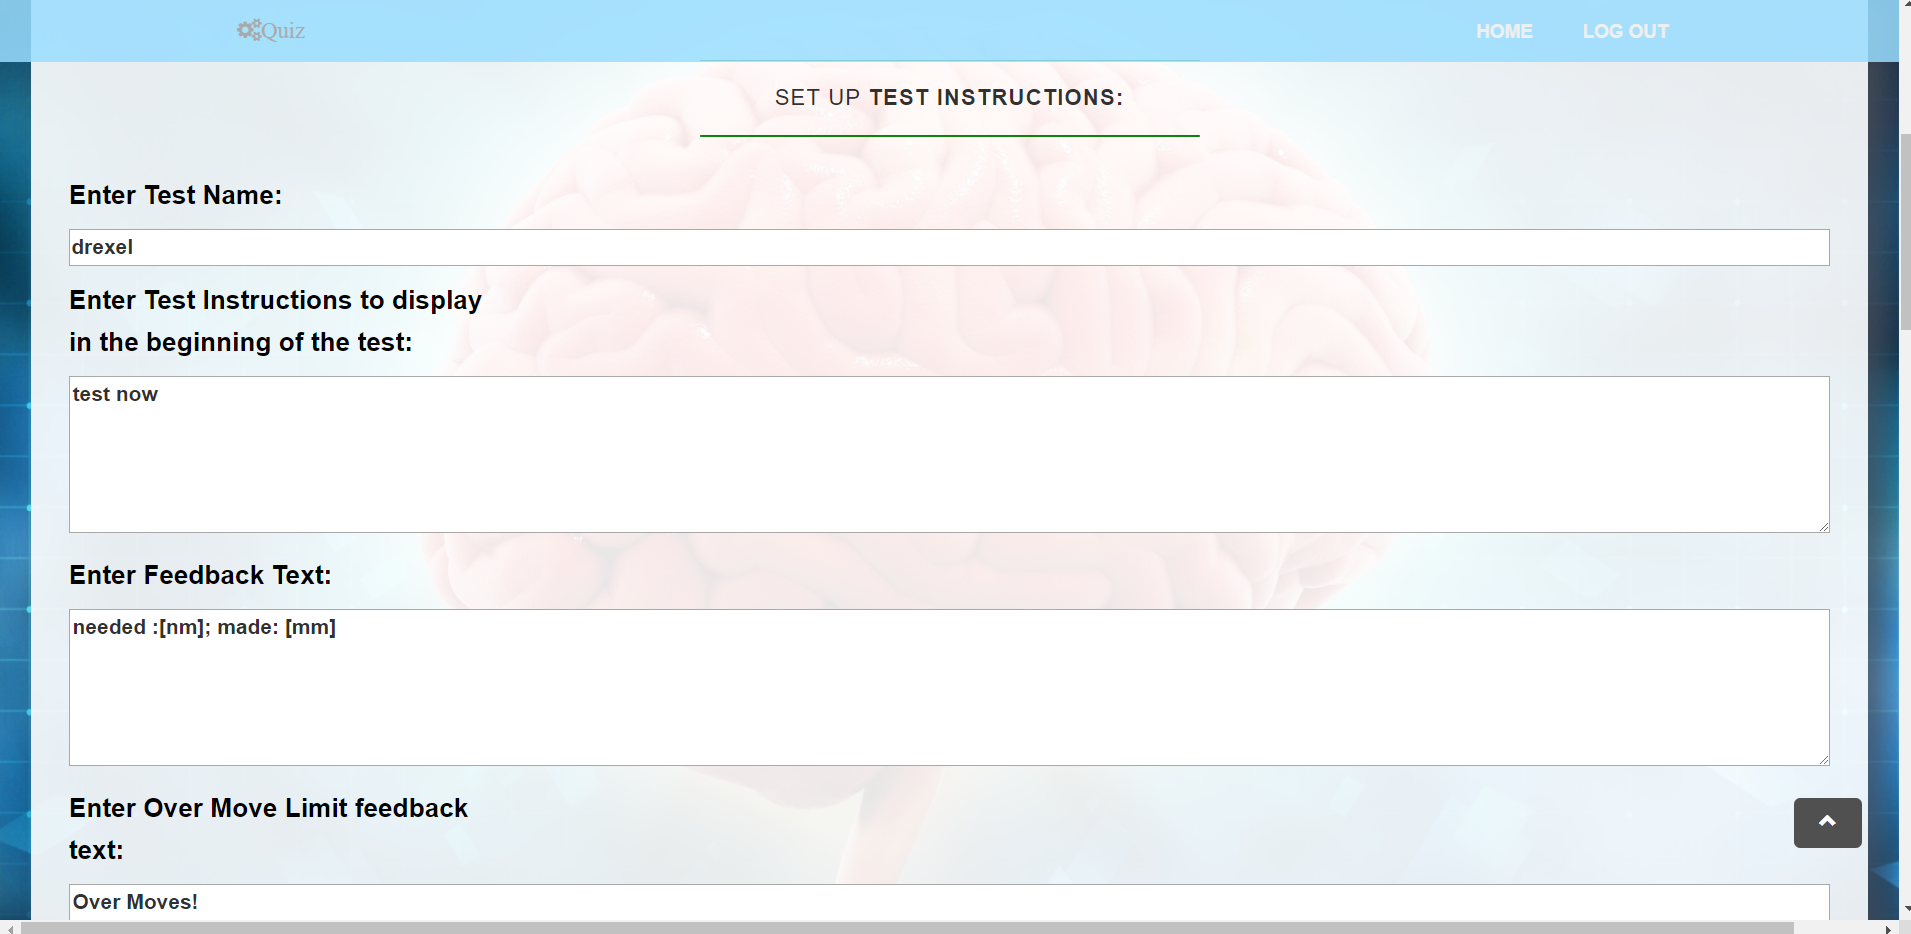 Quiz
HOME
LOG OUT
SET UP TEST INSTRUCTIONS:
Enter Test Name:
drexel
Enter Test Instructions to display
in the beginning of the test:
test now
Enter Feedback Text:
needed :[nm]; made: [mm]
Enter Over Move Limit feedback
text:
Over Moves!